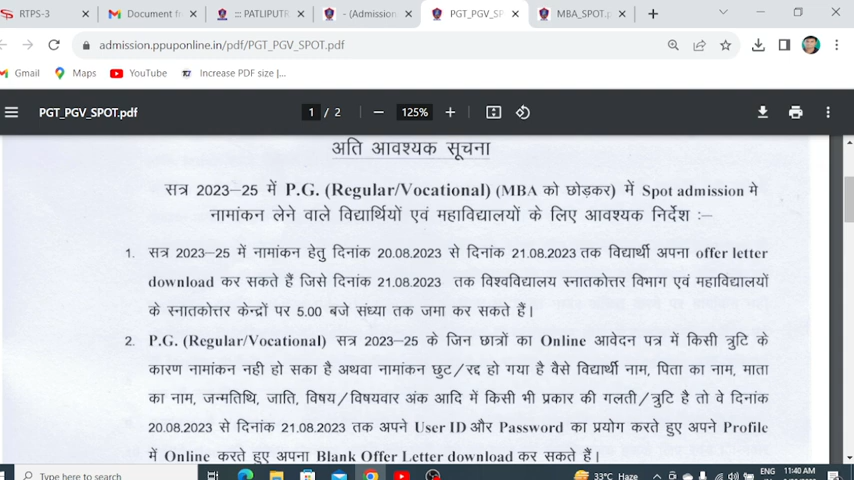 RTPS-3
Document fr
::: PATLIPUTR
- (Admission
PGT_PGV_SP
MBA_SPOT.p
admission.ppuponline.in/pdf/PGT_PGV_SPOT.pdf
Gmail
Maps
YouTube
Increase PDF size |...
PGT_PGV_SPOT.pdf
1 / 2
125%
अति आवश्यक सूचना
सत्र 2023–25 में P.G. (Regular/Vocational) (MBA को छोड़कर) में Spot admission मे
नामांकन लेने वाले विद्यार्थियों एवं महाविद्यालयों के लिए आवश्यक निर्देश :–
1. सत्र 2023–25 में नामांकन हेतु दिनांक 20.08.2023 से दिनांक 21.08.2023 तक विद्यार्थी अपना offer letter
download कर सकते हैं जिसे दिनांक 21.08.2023 तक विश्वविद्यालय स्नातकोत्तर विभाग एवं महाविद्यालयों
के स्नातकोत्तर केन्द्रों पर 5.00 बजे संध्या तक जमा कर सकते हैं।
2. P.G. (Regular/Vocational) सत्र 2023–25 के जिन छात्रों का Online आवेदन पत्र में किसी त्रुटि के
कारण नामांकन नही हो सका है अथवा नामांकन छुट/रद्द हो गया है वैसे विद्यार्थी नाम, पिता का नाम, माता
का नाम, जन्मतिथि, जाति, विषय/विषयवार अंक आदि में किसी भी प्रकार की गलती/त्रुटि है तो वे दिनांक
20.08.2023 से दिनांक 21.08.2023 तक अपने User ID और Password का प्रयोग करते हुए अपने Profile
में Online करते हुए अपना Blank Offer Letter download कर सकते हैं।
Type here to search
33°C Haze
ENG
11:40 AM